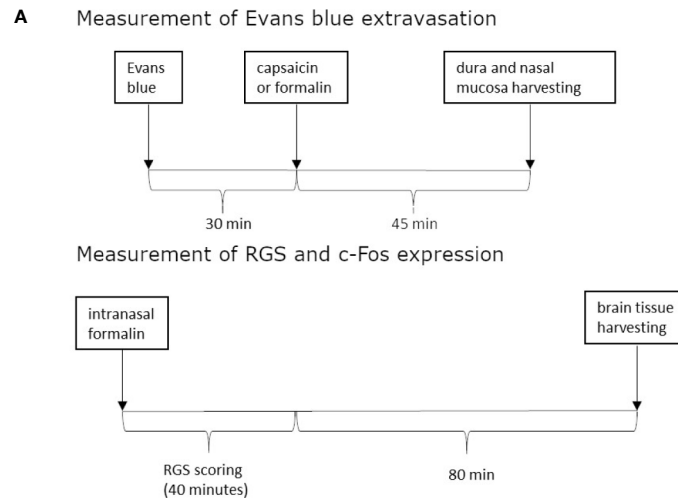 A
Measurement of Evans blue extravasation
Evans
blue
capsaicin
or formalin
dura and nasal
mucosa harvesting
30 min
45 min
Measurement of RGS and c-Fos expression
intranasal
formalin
brain tissue
harvesting
RGS scoring
(40 minutes)
80 min